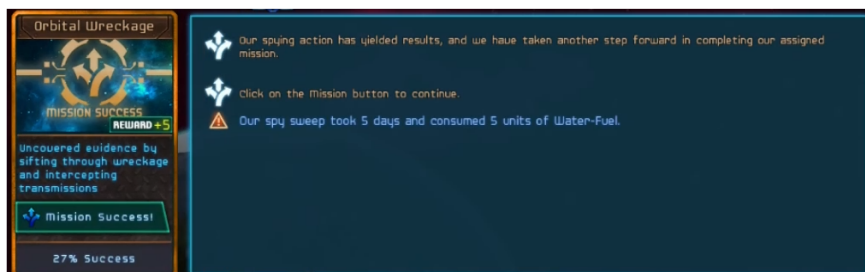 Orbital Wreckage
MISSION SUCCESS
REWARD +5
Uncovered evidence by
sifting through wreckage
and intercepting
transmissions
Mission Success!
27% Success
Our spying action has yielded results, and we have taken another step forward in completing our assigned
mission.
Click on the Mission button to continue.
Our spy sweep took 5 days and consumed 5 units of Water-Fuel.